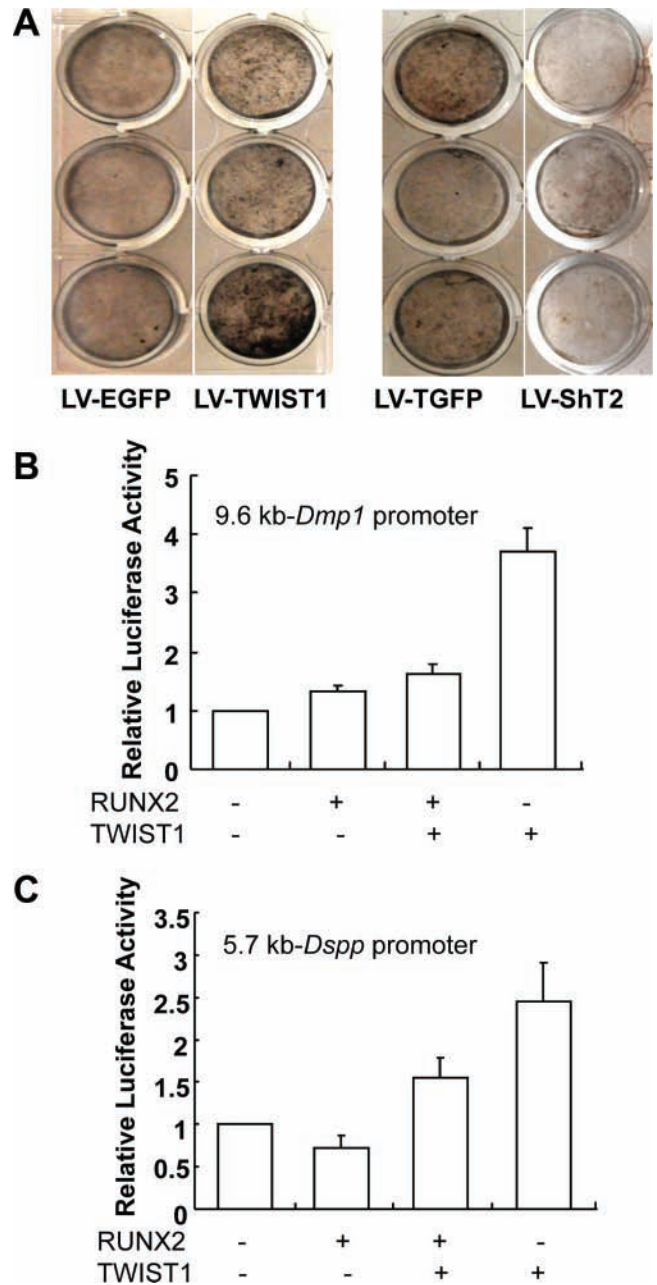 A
LV-EGFP LV-TWIST1 LV-TGFP LV-ShT2
B
Relative Luciferase Activity
5
4
3
2
1
0
9.6 kb-Dmp1 promoter
RUNX2 - + + -
TWIST1 - - + +
C
Relative Luciferase Activity
3.5
3
2.5
2
1.5
1
0.5
0
5.7 kb-Dspp promoter
RUNX2 - + + -
TWIST1 - - + +